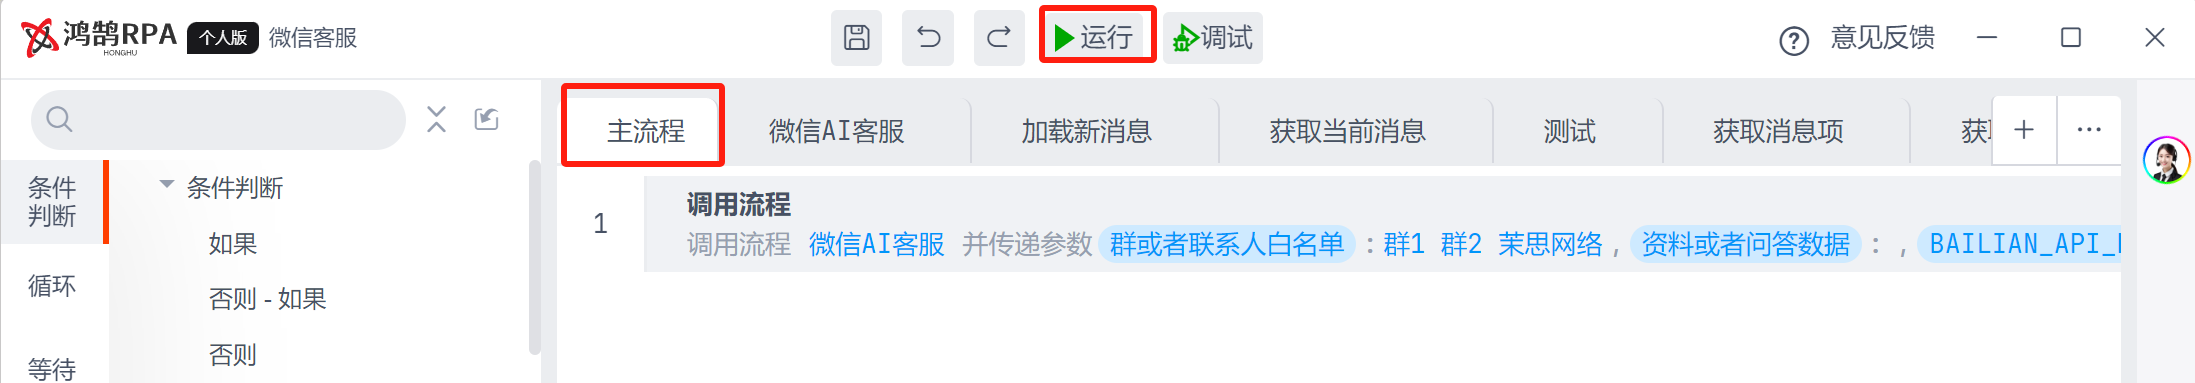 鸿鹄RPA
HONGHU
个人版
微信客服
运行
调试
意见反馈
主流程
微信AI客服
加载新消息
获取当前消息
测试
获取消息项
条件判断
条件判断
如果
循环
否则 - 如果
否则
等待
1
调用流程
调用流程 微信AI客服 并传递参数 群或者联系人白名单 : 群1 群2 茉思网络 , 资料或者问答数据 : , BAILIAN_API_